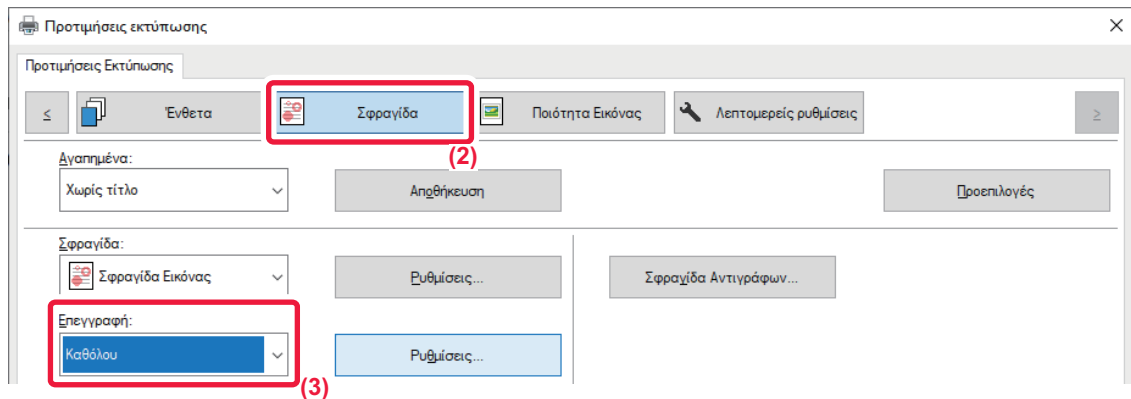 Προτιμήσεις εκτύπωσης
Προτιμήσεις Εκτύπωσης
≤ Ένθετα Σφραγίδα Ποιότητα Εικόνας Λεπτομερείς ρυθμίσεις ≥
(2)
Αγαπημένα:
Χωρίς τίτλο Αποθήκευση Προεπιλογές
Σφραγίδα:
Σφραγίδα Εικόνας Ρυθμίσεις... Σφραγίδα Αντιγράφων...
Επεγγραφή:
Καθόλου Ρυθμίσεις...
(3)